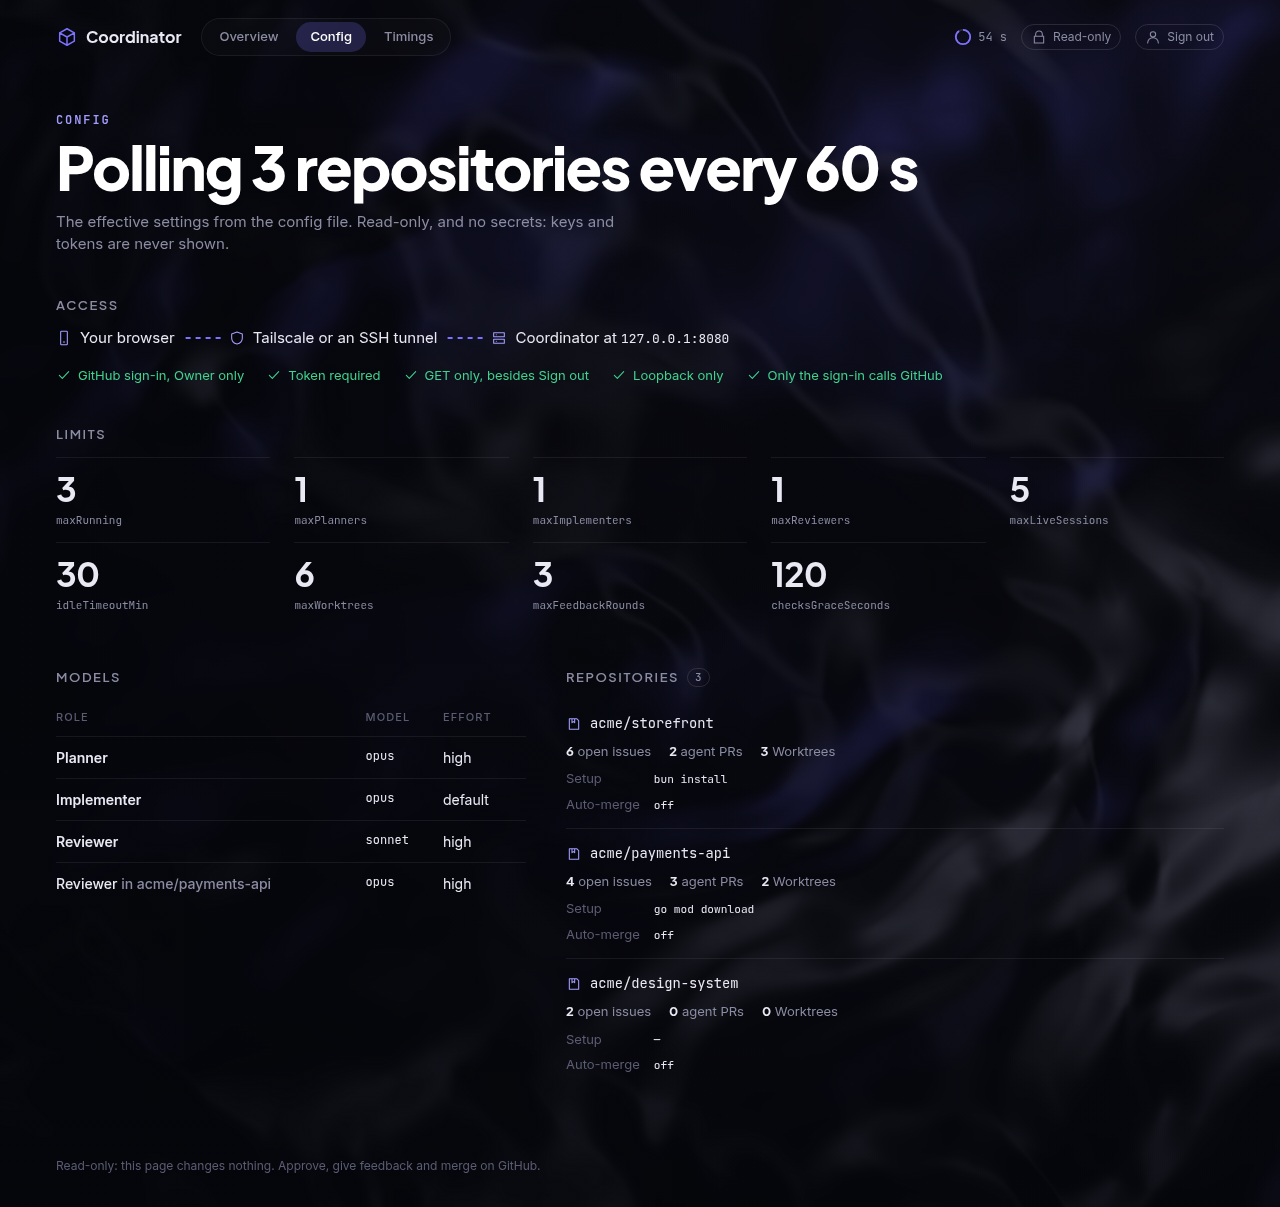 Coordinator
Overview
Config
Timings
54 s
Read-only
Sign out
CONFIG
Polling 3 repositories every 60 s
The effective settings from the config file. Read-only, and no secrets: keys and
tokens are never shown.
ACCESS
Your browser ---- Tailscale or an SSH tunnel ---- Coordinator at 127.0.0.1:8080
GitHub sign-in, Owner only
Token required
GET only, besides Sign out
Loopback only
Only the sign-in calls GitHub
LIMITS
3
maxRunning
1
maxPlanners
1
maxImplementers
1
maxReviewers
5
maxLiveSessions
30
idleTimeoutMin
6
maxWorktrees
3
maxFeedbackRounds
120
checksGraceSeconds
MODELS
ROLE MODEL EFFORT
Planner opus high
Implementer opus default
Reviewer sonnet high
Reviewer in acme/payments-api opus high
REPOSITORIES 3
acme/storefront
6 open issues 2 agent PRs 3 Worktrees
Setup bun install
Auto-merge off
acme/payments-api
4 open issues 3 agent PRs 2 Worktrees
Setup go mod download
Auto-merge off
acme/design-system
2 open issues 0 agent PRs 0 Worktrees
Setup —
Auto-merge off
Read-only: this page changes nothing. Approve, give feedback and merge on GitHub.